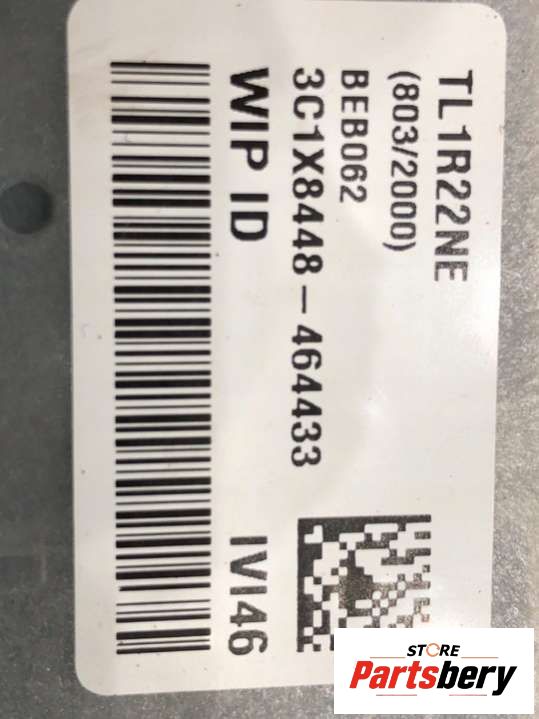 TL1R22NE
(803/2000)
BEB062
3C1X8448-464433
WIP ID IVI46
STORE
Partsbery